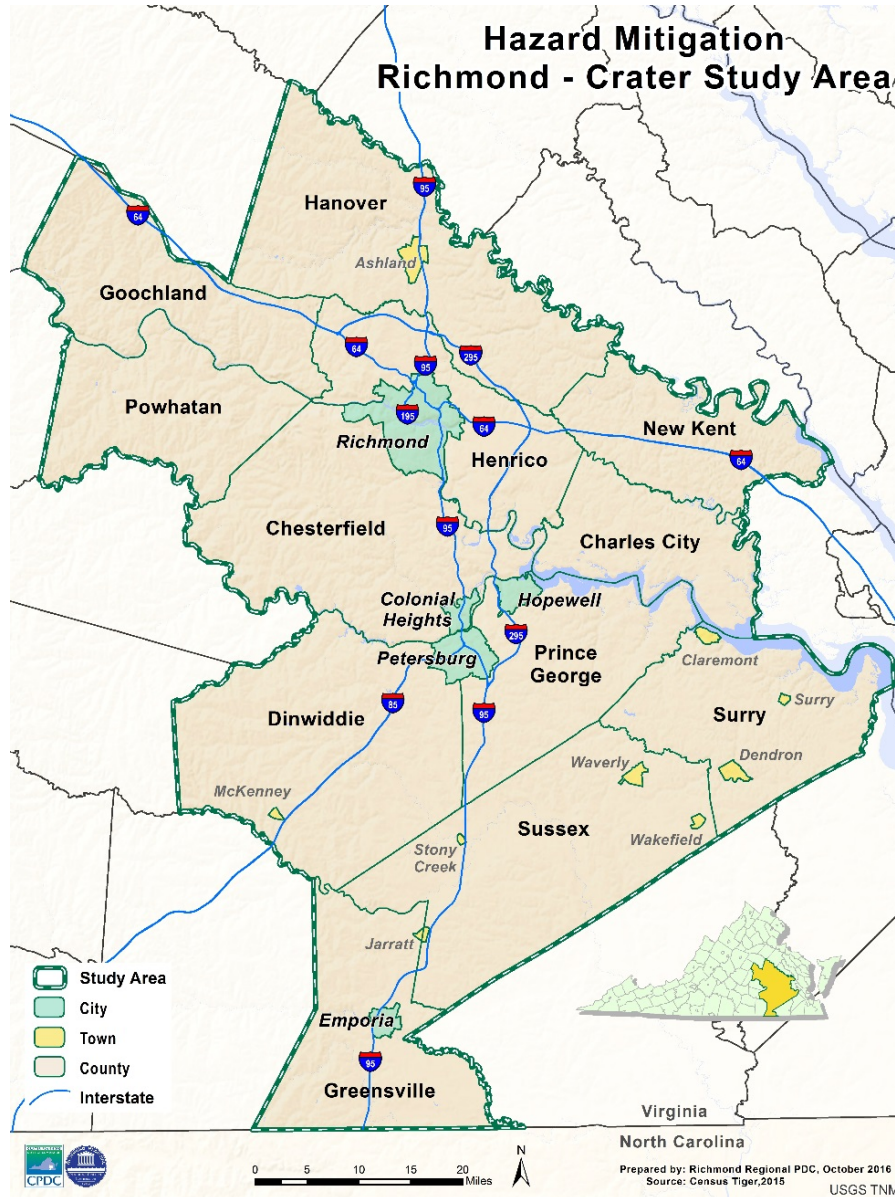 Hazard Mitigation
Richmond - Crater Study Area
Hanover
95
64
Ashland
Goochland
64
295
95
Powhatan
195
New Kent
Richmond
64
Henrico
64
Chesterfield
95
Charles City
Colonial
Heights
Hopewell
295
Petersburg
Prince
George
Claremont
85
95
Dinwiddie
Surry
Surry
Waverly
Dendron
McKenney
Sussex
Wakefield
Stony
Creek
Jarratt
Study Area
City
Town
County
Interstate
Emporia
95
Greensville
Virginia
North Carolina
CPDC
N
0 5 10 20
Miles
Prepared by: Richmond Regional PDC, October 2016
Source: Census Tiger,2015
USGS TNM